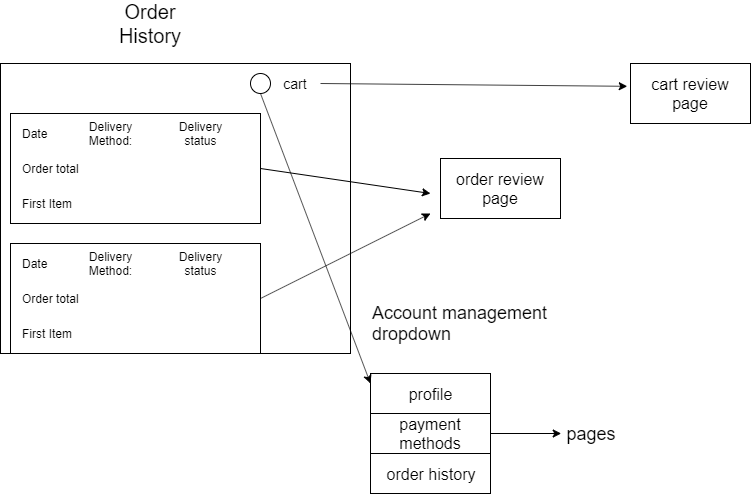 Order
History
cart
cart review
page
Date
Delivery
Method:
Delivery
status
Order total
First Item
order review
page
Date
Delivery
Method:
Delivery
status
Order total
First Item
Account management
dropdown
profile
payment
methods
pages
order history